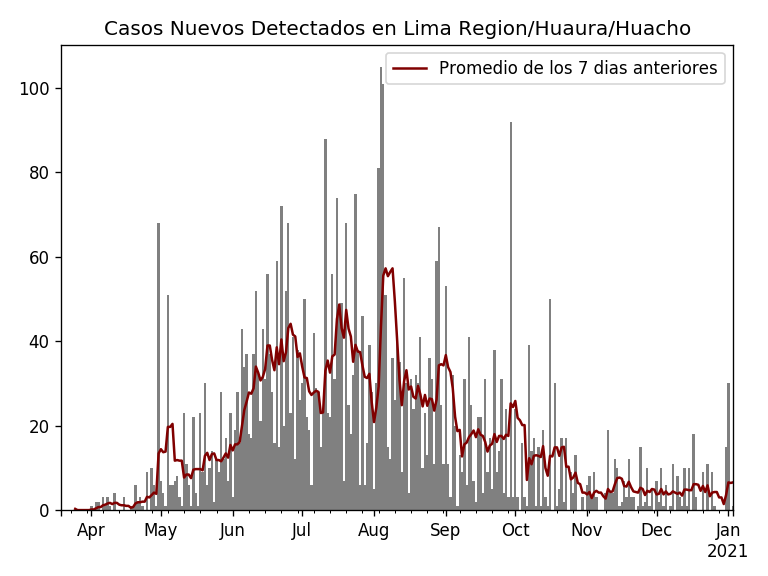 Casos Nuevos Detectados en Lima Region/Huaura/Huacho
Promedio de los 7 dias anteriores
100
80
60
40
20
0
Apr May Jun Jul Aug Sep Oct Nov Dec Jan
2021